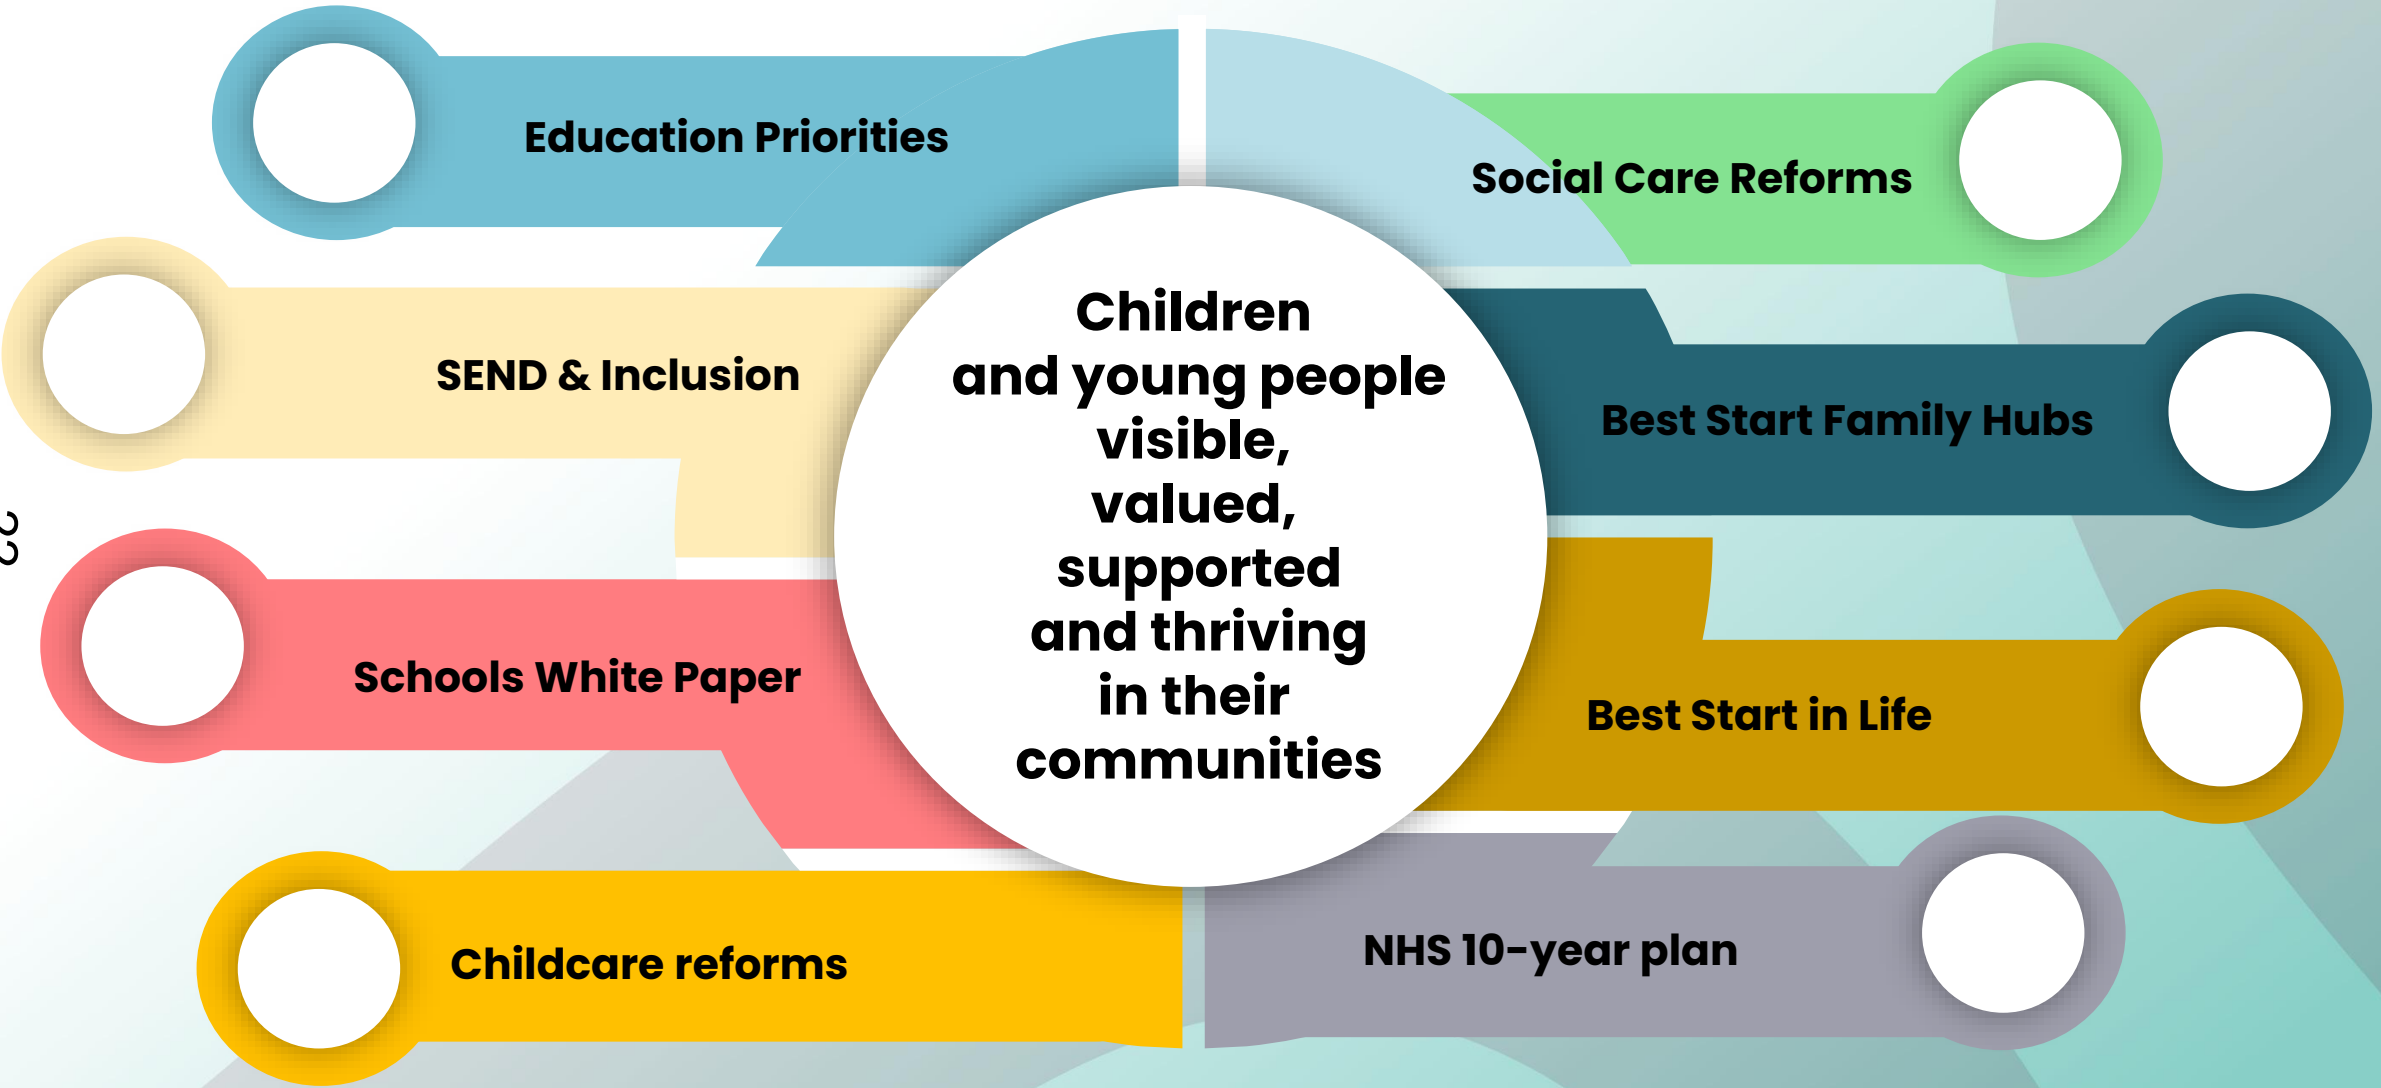 Education Priorities
SEND & Inclusion
Schools White Paper
Childcare reforms
Children
and young people
visible,
valued,
supported
and thriving
in their
communities
Social Care Reforms
Best Start Family Hubs
Best Start in Life
NHS 10-year plan